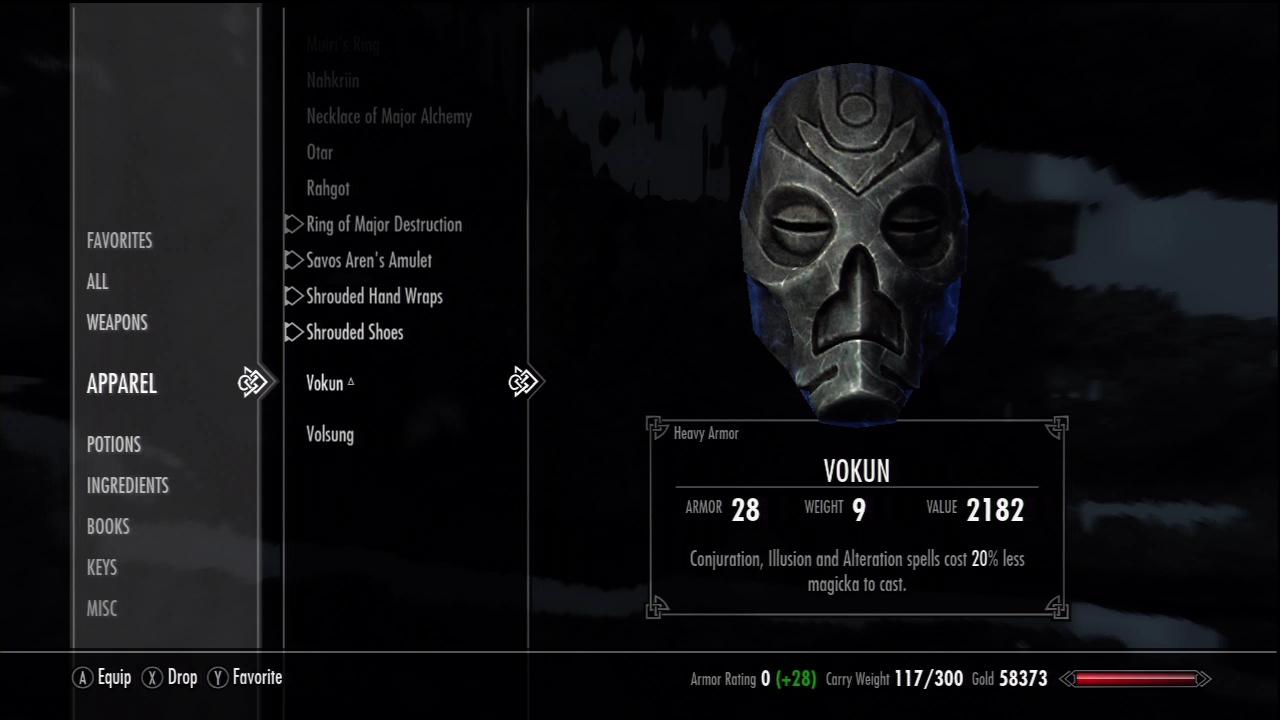 FAVORITES
ALL
WEAPONS
APPAREL
POTIONS
INGREDIENTS
BOOKS
KEYS
MISC
Muiri's Ring
Nahkriin
Necklace of Major Alchemy
Otar
Rahgot
Ring of Major Destruction
Savos Aren's Amulet
Shrouded Hand Wraps
Shrouded Shoes
Vokun
Volsung
Heavy Armor
VOKUN
ARMOR 28 WEIGHT 9 VALUE 2182
Conjuration, Illusion and Alteration spells cost 20% less
magicka to cast.
A Equip X Drop Y Favorite
Armor Rating 0 (+28) Carry Weight 117/300 Gold 58373